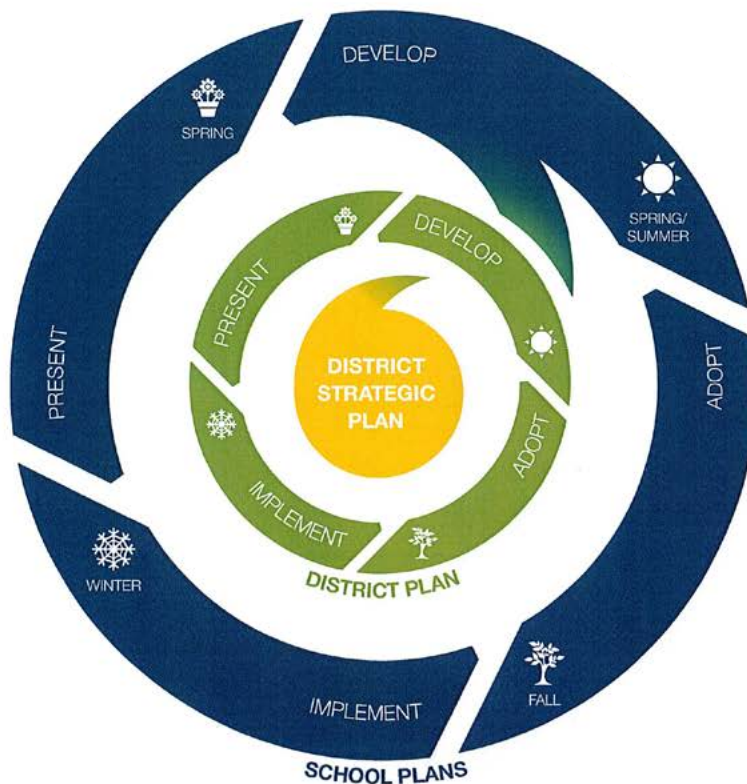 DEVELOP
SPRING/
SUMMER
ADOPT
FALL
IMPLEMENT
WINTER
PRESENT
SPRING
SCHOOL PLANS
DEVELOP
ADOPT
IMPLEMENT
PRESENT
DISTRICT PLAN
DISTRICT
STRATEGIC
PLAN